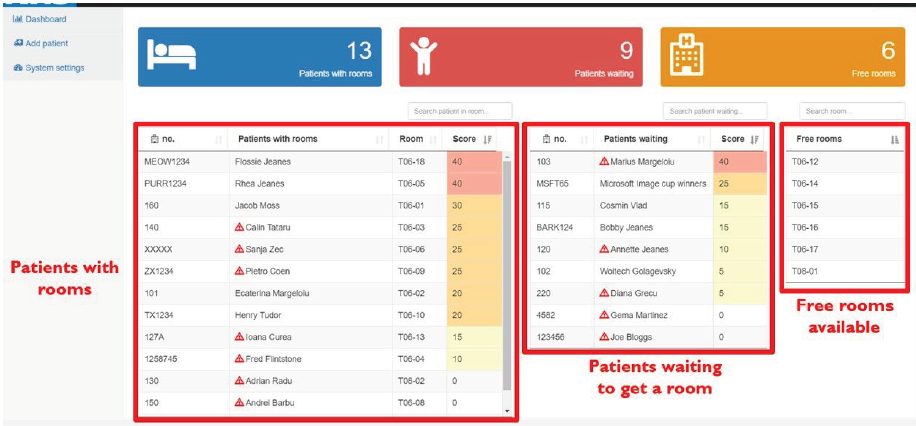 Dashboard
Add patient
System settings
13
Patients with rooms
9
Patients waiting
6
Free rooms
Search patient in room...
Search patient waiting...
Search room...
no. Patients with rooms Room Score
MEOW1234 Flossie Jeanes T06-18 40
PURR1234 Rhea Jeanes T06-05 40
160 Jacob Moss T06-01 30
140 Calin Tataru T06-03 25
XXXXX Sanja Zec T06-06 25
ZX1234 Pietro Coen T06-09 25
101 Ecaterina Margeloiu T06-02 20
TX1234 Henry Tudor T06-10 20
127A Ioana Curea T06-13 15
1258745 Fred Flintstone T06-04 10
130 Adrian Radu T08-02 0
150 Andrei Barbu T06-08 0
no. Patients waiting Score
103 Marius Margeloiu 40
MSFT65 Microsoft Image cup winners 25
115 Cosmin Vlad 15
BARK124 Bobby Jeanes 15
120 Annette Jeanes 10
102 Woitech Golagevsky 5
220 Diana Grecu 5
4582 Gema Martinez 0
123456 Joe Bloggs 0
Free rooms
T06-12
T06-14
T06-15
T06-16
T06-17
T08-01
Patients with
rooms
Patients waiting
to get a room
Free rooms
available